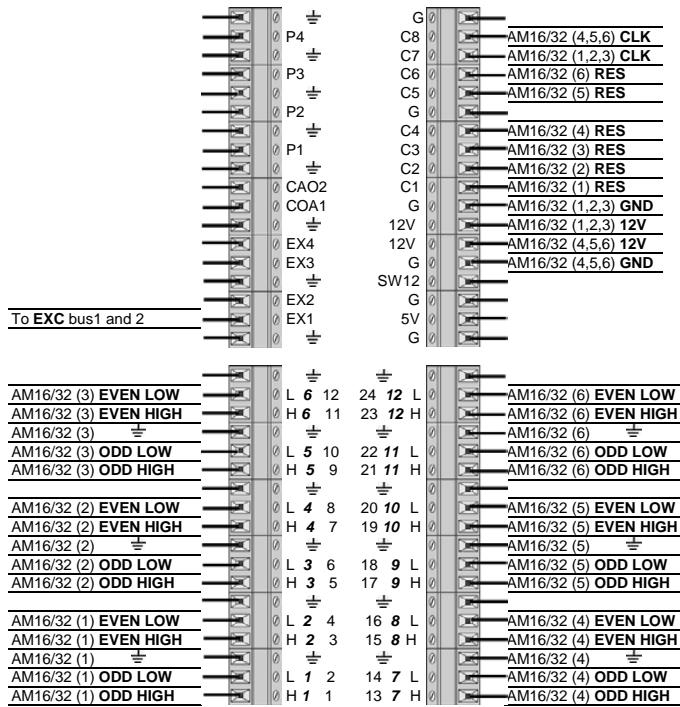 G
P4 C8 AM16/32 (4,5,6) CLK
C7 AM16/32 (1,2,3) CLK
P3 C6 AM16/32 (6) RES
C5 AM16/32 (5) RES
P2 G
C4 AM16/32 (4) RES
P1 C3 AM16/32 (3) RES
C2 AM16/32 (2) RES
CAO2 C1 AM16/32 (1) RES
COA1 G AM16/32 (1,2,3) GND
12V AM16/32 (1,2,3) 12V
EX4 12V AM16/32 (4,5,6) 12V
EX3 G AM16/32 (4,5,6) GND
SW12
EX2 G
To EXC bus1 and 2 EX1 5V
G
AM16/32 (3) EVEN LOW L 6 12 24 12 L AM16/32 (6) EVEN LOW
AM16/32 (3) EVEN HIGH H 6 11 23 12 H AM16/32 (6) EVEN HIGH
AM16/32 (3) AM16/32 (6)
AM16/32 (3) ODD LOW L 5 10 22 11 L AM16/32 (6) ODD LOW
AM16/32 (3) ODD HIGH H 5 9 21 11 H AM16/32 (6) ODD HIGH
AM16/32 (2) EVEN LOW L 4 8 20 10 L AM16/32 (5) EVEN LOW
AM16/32 (2) EVEN HIGH H 4 7 19 10 H AM16/32 (5) EVEN HIGH
AM16/32 (2) AM16/32 (5)
AM16/32 (2) ODD LOW L 3 6 18 9 L AM16/32 (5) ODD LOW
AM16/32 (2) ODD HIGH H 3 5 17 9 H AM16/32 (5) ODD HIGH
AM16/32 (1) EVEN LOW L 2 4 16 8 L AM16/32 (4) EVEN LOW
AM16/32 (1) EVEN HIGH H 2 3 15 8 H AM16/32 (4) EVEN HIGH
AM16/32 (1) AM16/32 (4)
AM16/32 (1) ODD LOW L 1 2 14 7 L AM16/32 (4) ODD LOW
AM16/32 (1) ODD HIGH H 1 1 13 7 H AM16/32 (4) ODD HIGH